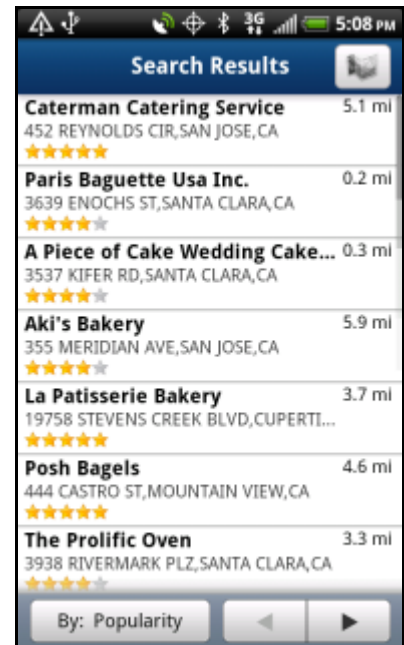 3G 5:08 PM
Search Results
Caterman Catering Service 5.1 mi
452 REYNOLDS CIR,SAN JOSE,CA
Paris Baguette Usa Inc. 0.2 mi
3639 ENOCHS ST,SANTA CLARA,CA
A Piece of Cake Wedding Cake... 0.3 mi
3537 KIFER RD,SANTA CLARA,CA
Aki's Bakery 5.9 mi
355 MERIDIAN AVE,SAN JOSE,CA
La Patisserie Bakery 3.7 mi
19758 STEVENS CREEK BLVD,CUPERTI...
Posh Bagels 4.6 mi
444 CASTRO ST,MOUNTAIN VIEW,CA
The Prolific Oven 3.3 mi
3938 RIVERMARK PLZ,SANTA CLARA,CA
By: Popularity